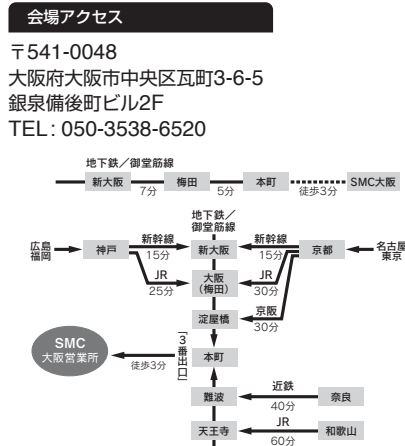 会場アクセス
〒541-0048
大阪府大阪市中央区瓦町3-6-5
銀泉備後町ビル2F
TEL: 050-3538-6520
地下鉄／御堂筋線
新大阪
7分
梅田
5分
本町
徒歩3分
SMC大阪
地下鉄／
御堂筋線
広島
福岡
神戸
新幹線
15分
新大阪
新幹線
15分
京都
名古屋
東京
JR
25分
大阪
(梅田)
JR
30分
淀屋橋
京阪
30分
SMC
大阪営業所
徒歩3分
「3番出口」
本町
難波
近鉄
40分
奈良
天王寺
JR
60分
和歌山